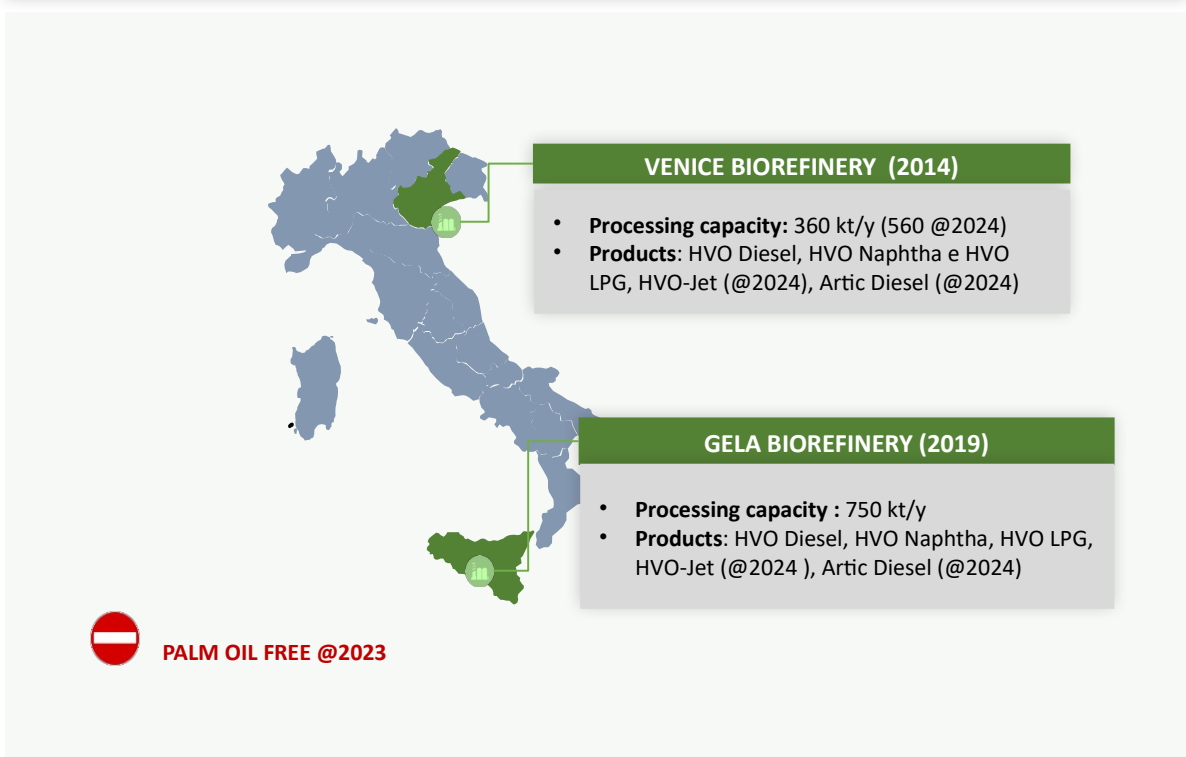 VENICE BIOREFINERY (2014)
• Processing capacity: 360 kt/y (560 @2024)
• Products: HVO Diesel, HVO Naphtha e HVO
LPG, HVO-Jet (@2024), Artic Diesel (@2024)
GELA BIOREFINERY (2019)
• Processing capacity : 750 kt/y
• Products: HVO Diesel, HVO Naphtha, HVO LPG,
HVO-Jet (@2024 ), Artic Diesel (@2024)
PALM OIL FREE @2023